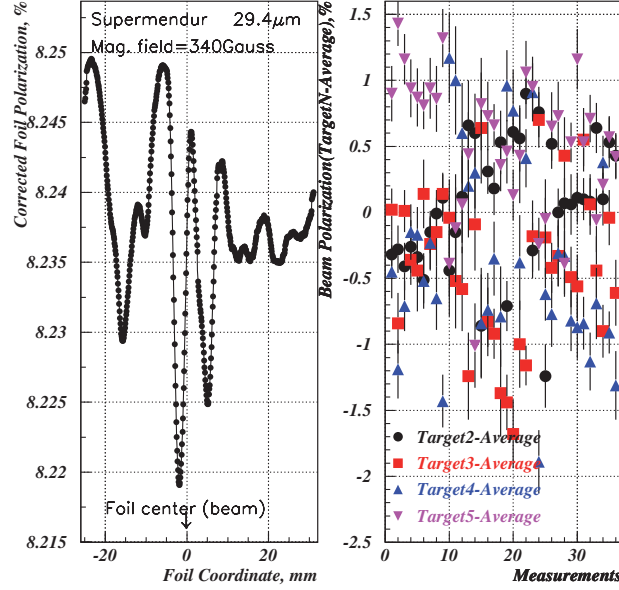 Supermendur 29.4μm
Mag. field=340Gauss
Corrected Foil Polarization, %
8.25
8.245
8.24
8.235
8.23
8.225
8.22
8.215
Foil center (beam)
-20
0
20
Foil Coordinate, mm
Beam Polarization(TargetN-Average), %
1.5
1
0.5
0
-0.5
-1
-1.5
-2
-2.5
Target2-Average
Target3-Average
Target4-Average
Target5-Average
0
10
20
30
Measurements